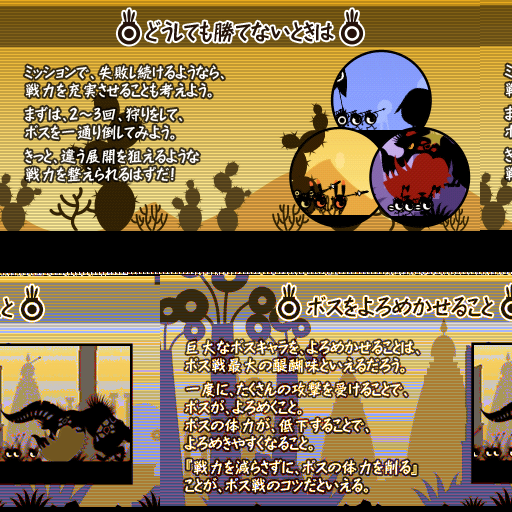 どうしても勝てないときは
ミッションで、失敗し続けるようなら、
戦力を充実させることも考えよう。
まずは、2～3回、狩りをして、
ボスを一通り倒してみよう。
きっと、違う展開を狙えるような
戦力を整えられるはずだ!
と
ボスをよろめかせること
巨大なボスキャラを、よろめかせることは、
ボス戦最大の醍醐味といえるだろう。
一度に、たくさんの攻撃を受けることで、
ボスが、よろめくこと。
ボスの体力が、低下することで、
よろめきやすくなること。
『戦力を減らさずに、ボスの体力を削る』
ことが、ボス戦のコツだといえる。